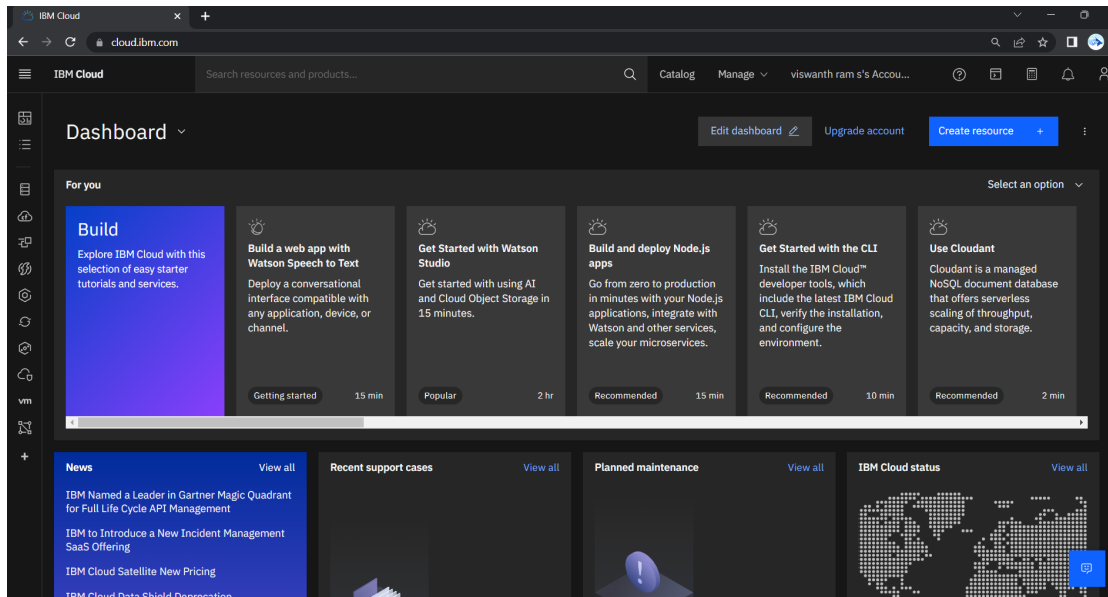 IBM Cloud
cloud.ibm.com
IBM Cloud
Search resources and products...
Catalog
Manage
viswanth ram s's Accou...
Dashboard
Edit dashboard
Upgrade account
Create resource +
For you
Select an option
Build
Explore IBM Cloud with this
selection of easy starter
tutorials and services.
Build a web app with
Watson Speech to Text
Deploy a conversational
interface compatible with
any application, device, or
channel.
Getting started
15 min
Get Started with Watson
Studio
Get started with using AI
and Cloud Object Storage in
15 minutes.
Popular
2 hr
Build and deploy Node.js
apps
Go from zero to production
in minutes with your Node.js
applications, integrate with
Watson and other services,
scale your microservices.
Recommended
15 min
Get Started with the CLI
Install the IBM Cloud™
developer tools, which
include the latest IBM Cloud
CLI, verify the installation,
and configure the
environment.
Recommended
10 min
Use Cloudant
Cloudant is a managed
NoSQL document database
that offers serverless
scaling of throughput,
capacity, and storage.
Recommended
2 min
vm
News
View all
IBM Named a Leader in Gartner Magic Quadrant
for Full Life Cycle API Management
IBM to Introduce a New Incident Management
SaaS Offering
IBM Cloud Satellite New Pricing
IBM Cloud Data Shield Deprecation
Recent support cases
View all
Planned maintenance
View all
IBM Cloud status
View all